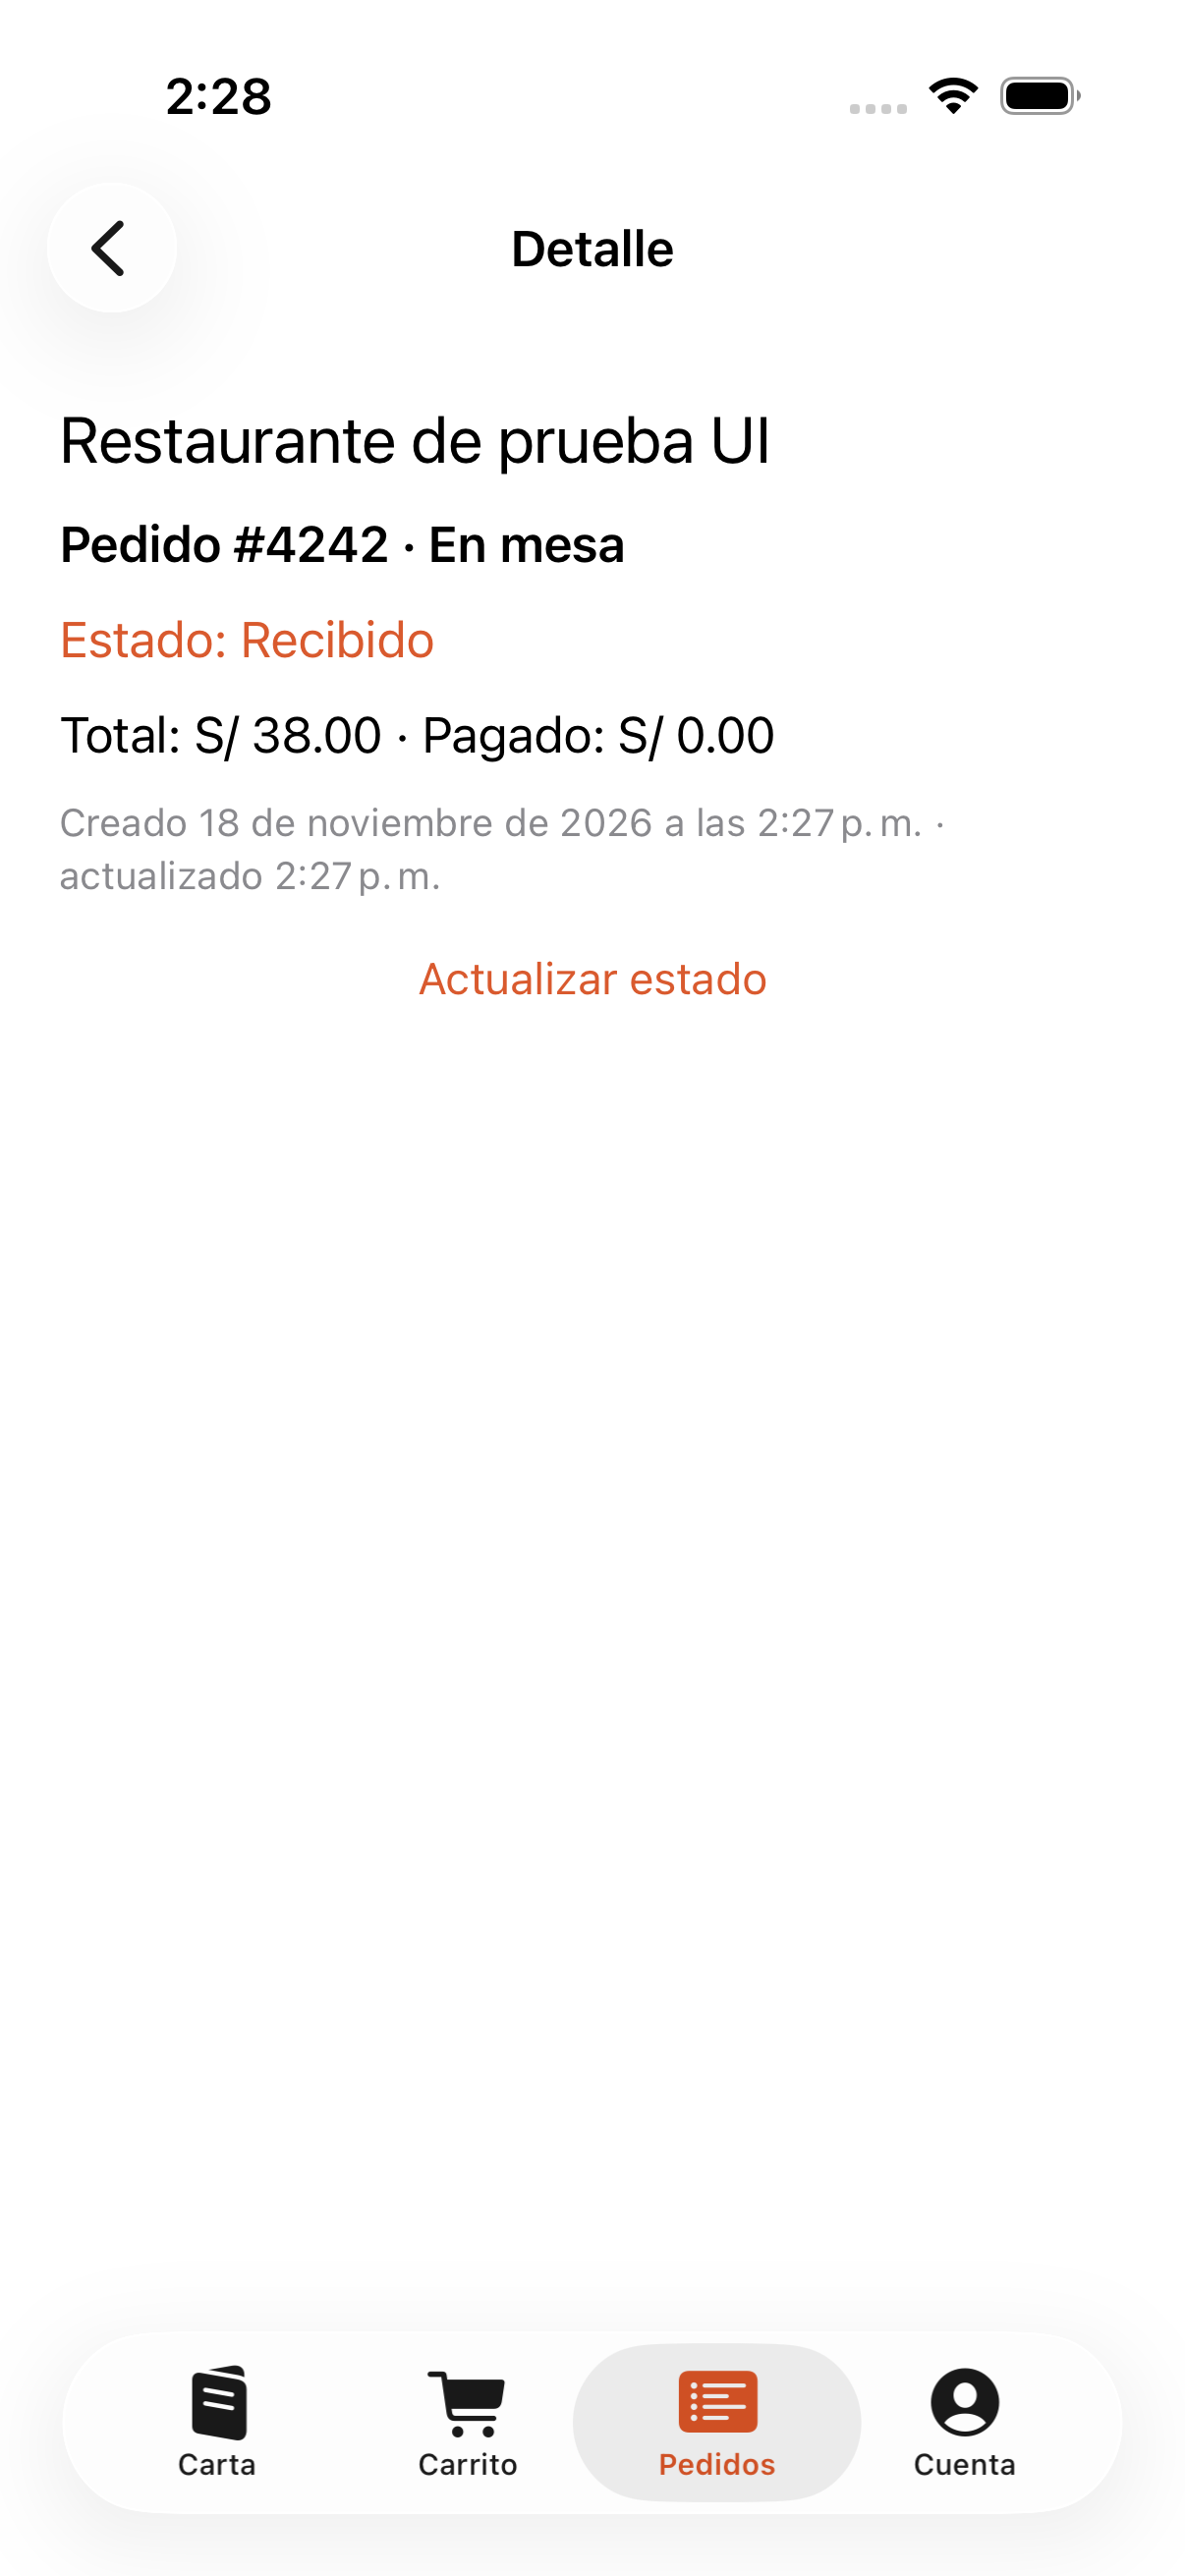 2:28
Detalle
Restaurante de prueba UI
Pedido #4242 · En mesa
Estado: Recibido
Total: S/ 38.00 · Pagado: S/ 0.00
Creado 18 de noviembre de 2026 a las 2:27 p. m. ·
actualizado 2:27 p. m.
Actualizar estado
Carta
Carrito
Pedidos
Cuenta